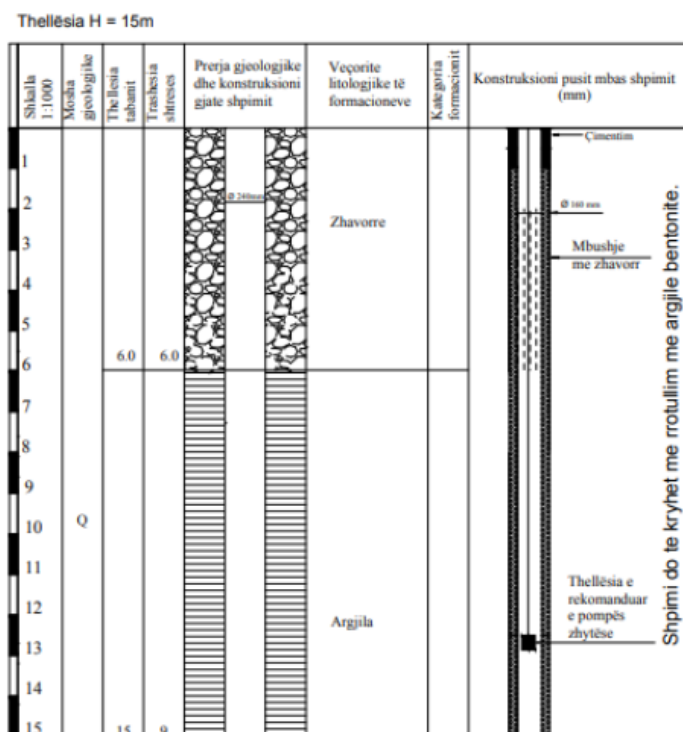 Thellësia H = 15m
Shkalla
1:1000
Mosha
gjeologjike
Thellesia
tabanit
Trashesia
shtreses
Prerja gjeologjike
dhe konstruksioni
gjate shpimit
Veçorite
litologjike të
formacioneve
Kategoria
formacionit
Konstruksioni pusit mbas shpimit
(mm)
Çimentim
1
Ø 240mm
2
Ø 160 mm
Zhavorre
3
Mbushje
me zhavorr
4
5
6.0
6.0
6
7
8
9
Q
10
11
Thellësia e
rekomanduar
e pompës
zhytëse
12
Argjila
13
14
15
15
9
Shpimi do te kryhet me rrotullim me argjile bentonite.